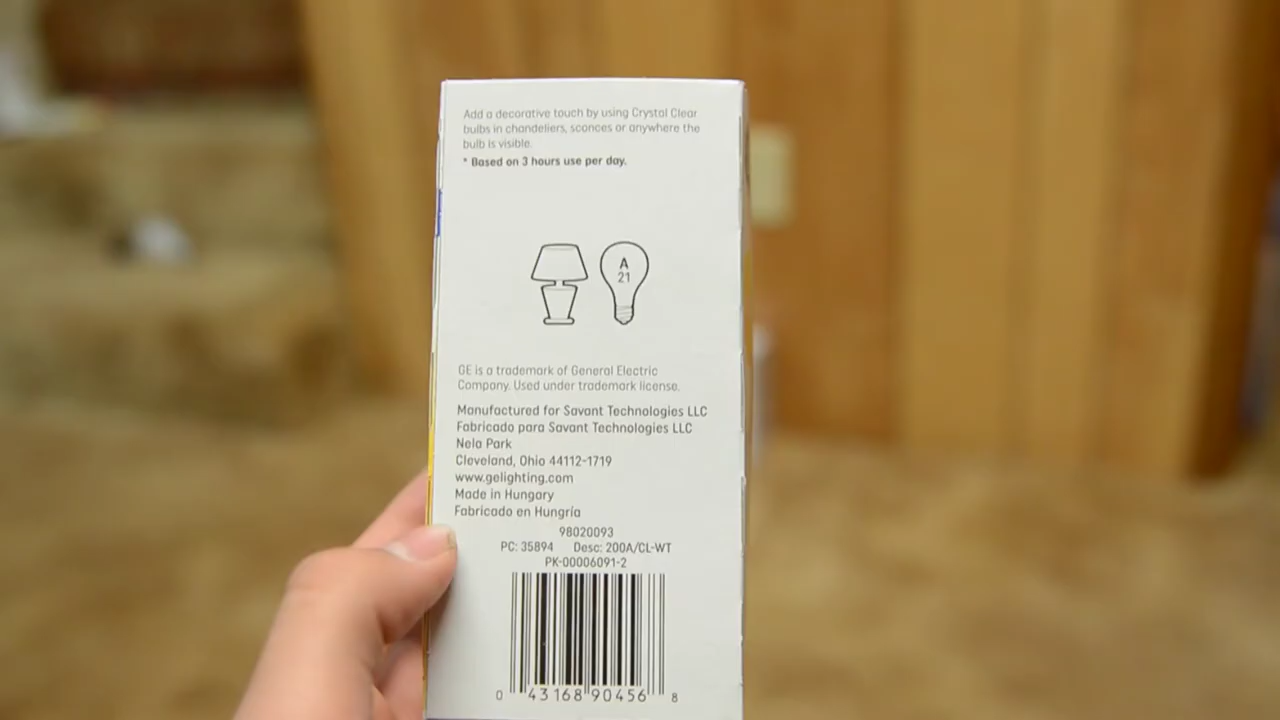 Add a decorative touch by using Crystal Clear
bulbs in chandeliers, sconces or anywhere the
bulb is visible.
* Based on 3 hours use per day.
A
21
GE is a trademark of General Electric
Company. Used under trademark license.
Manufactured for Savant Technologies LLC
Fabricado para Savant Technologies LLC
Nela Park
Cleveland, Ohio 44112-1719
www.gelighting.com
Made in Hungary
Fabricado en Hungría
98020093
PC: 35894 Desc: 200A/CL-WT
PK-00006091-2
0 43168 90456 8